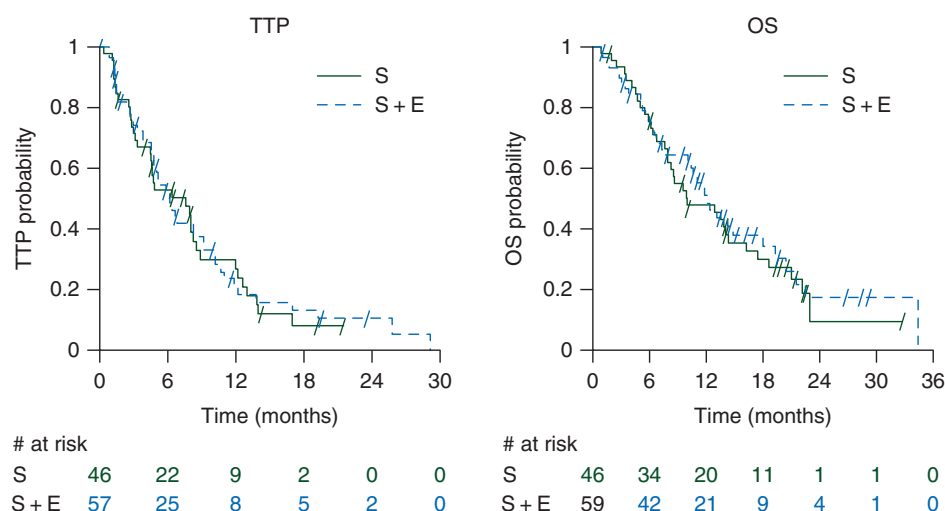 TTP
S
S + E
TTP probability
1
0.8
0.6
0.4
0.2
0
0 6 12 18 24 30
Time (months)
# at risk
S 46 22 9 2 0 0
S + E 57 25 8 5 2 0
OS
S
S + E
OS probability
1
0.8
0.6
0.4
0.2
0
0 6 12 18 24 30 36
Time (months)
# at risk
46 34 20 11 1 1 0
59 42 21 9 4 1 0